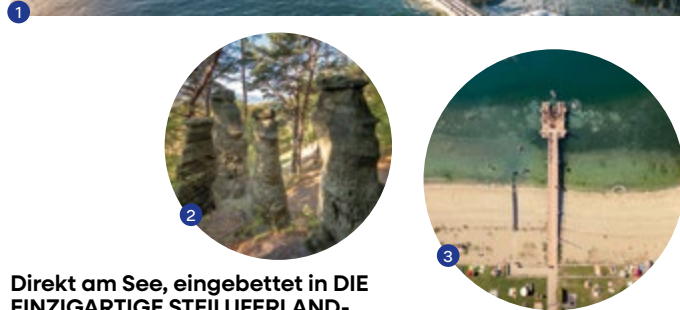 1
2
3
Direkt am See, eingebettet in DIE
EINZIGARTIGE STEILUFERLAND-